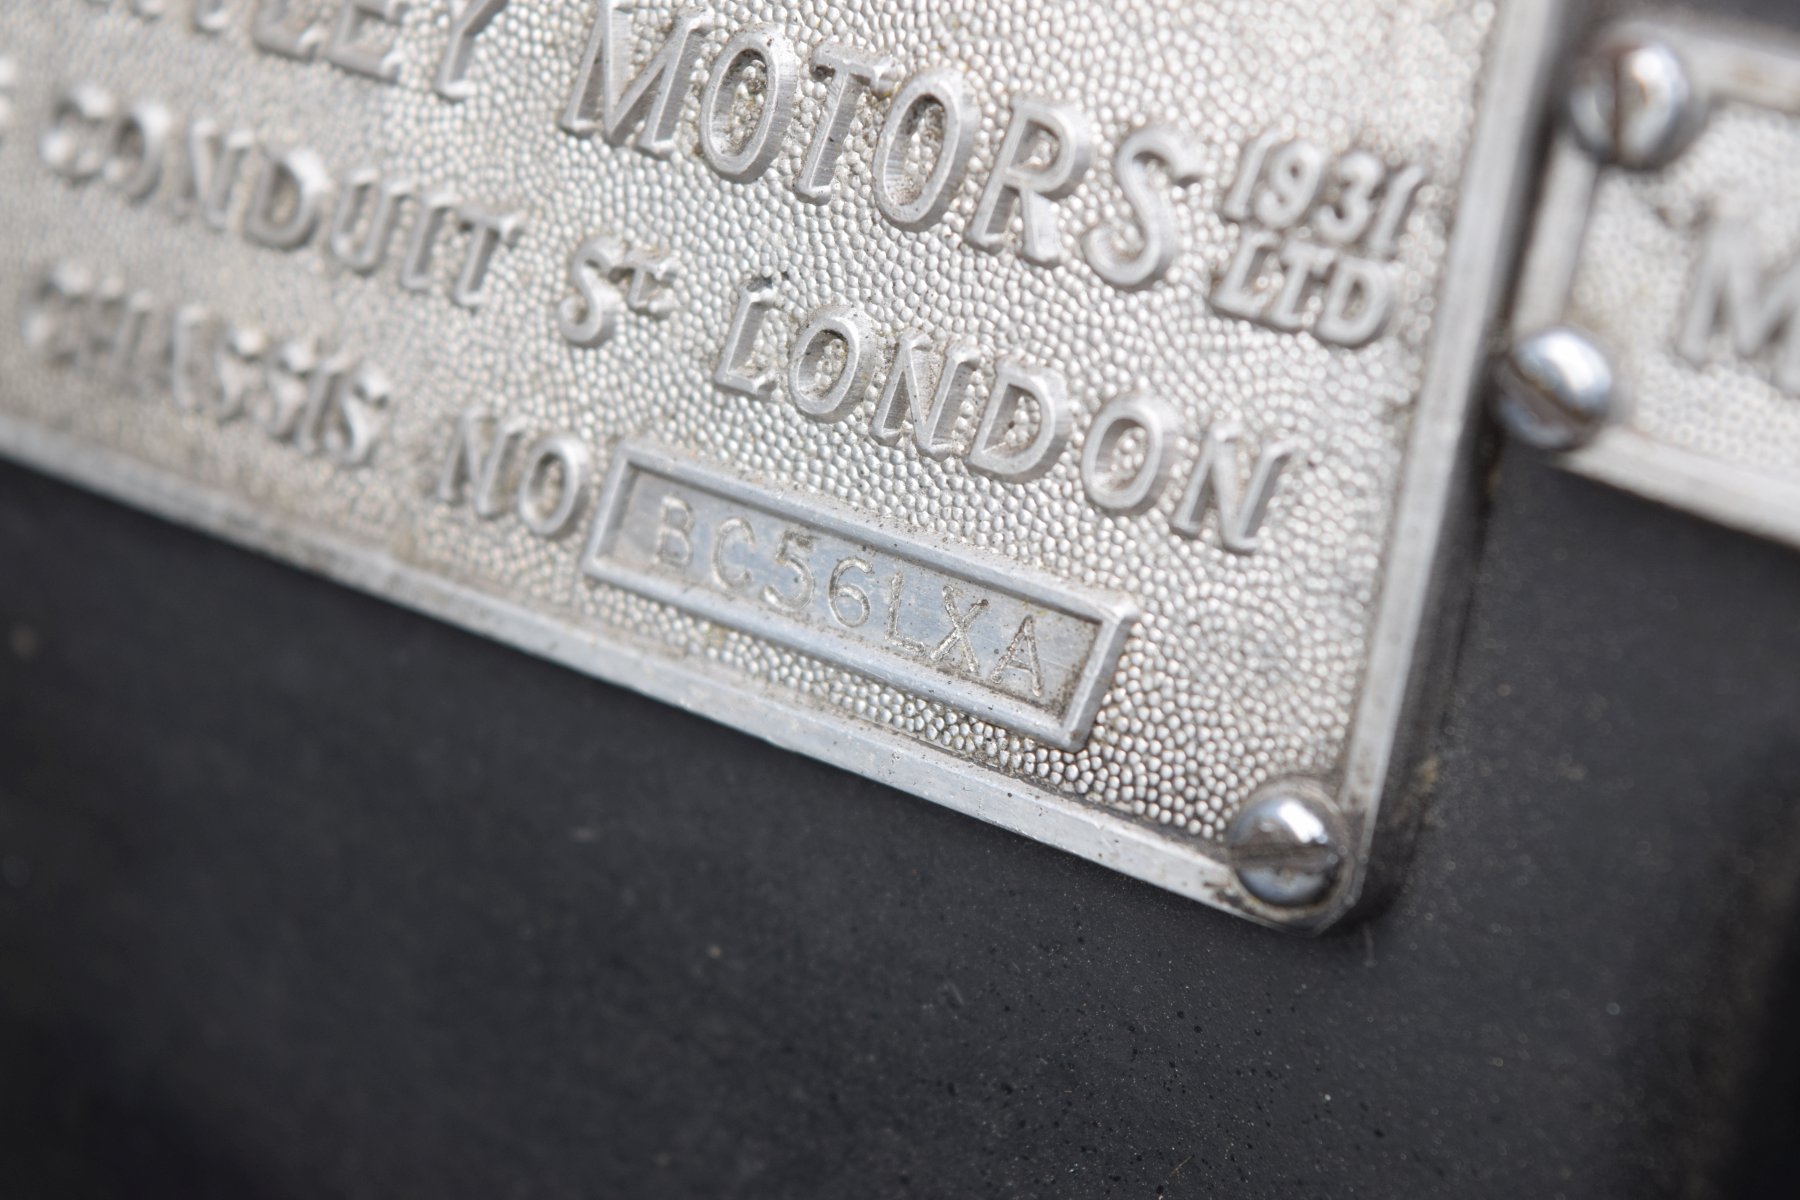 MOTORS 1931 LTD
CONDUIT ST LONDON
CHASSIS NO BC56LXA
M